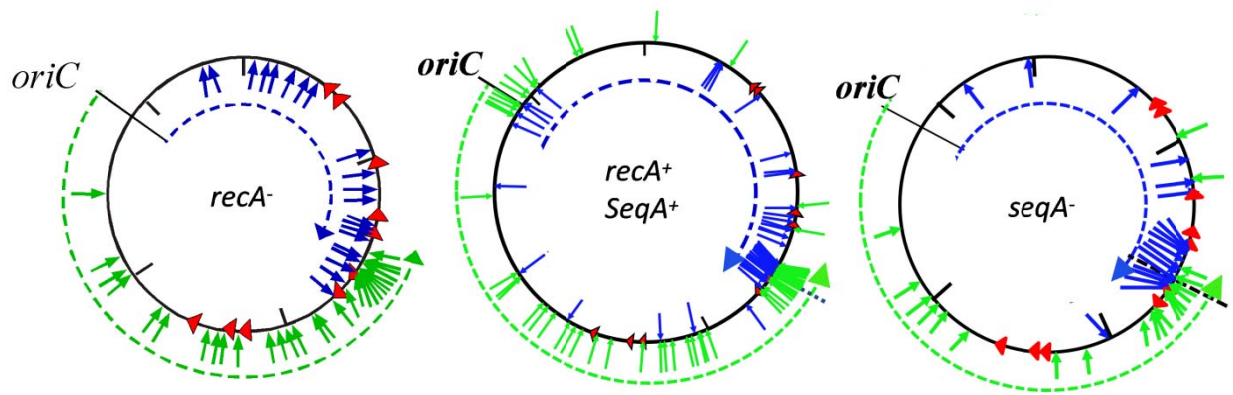 oriC
recA-
oriC
recA+
SeqA+
oriC
seqA-